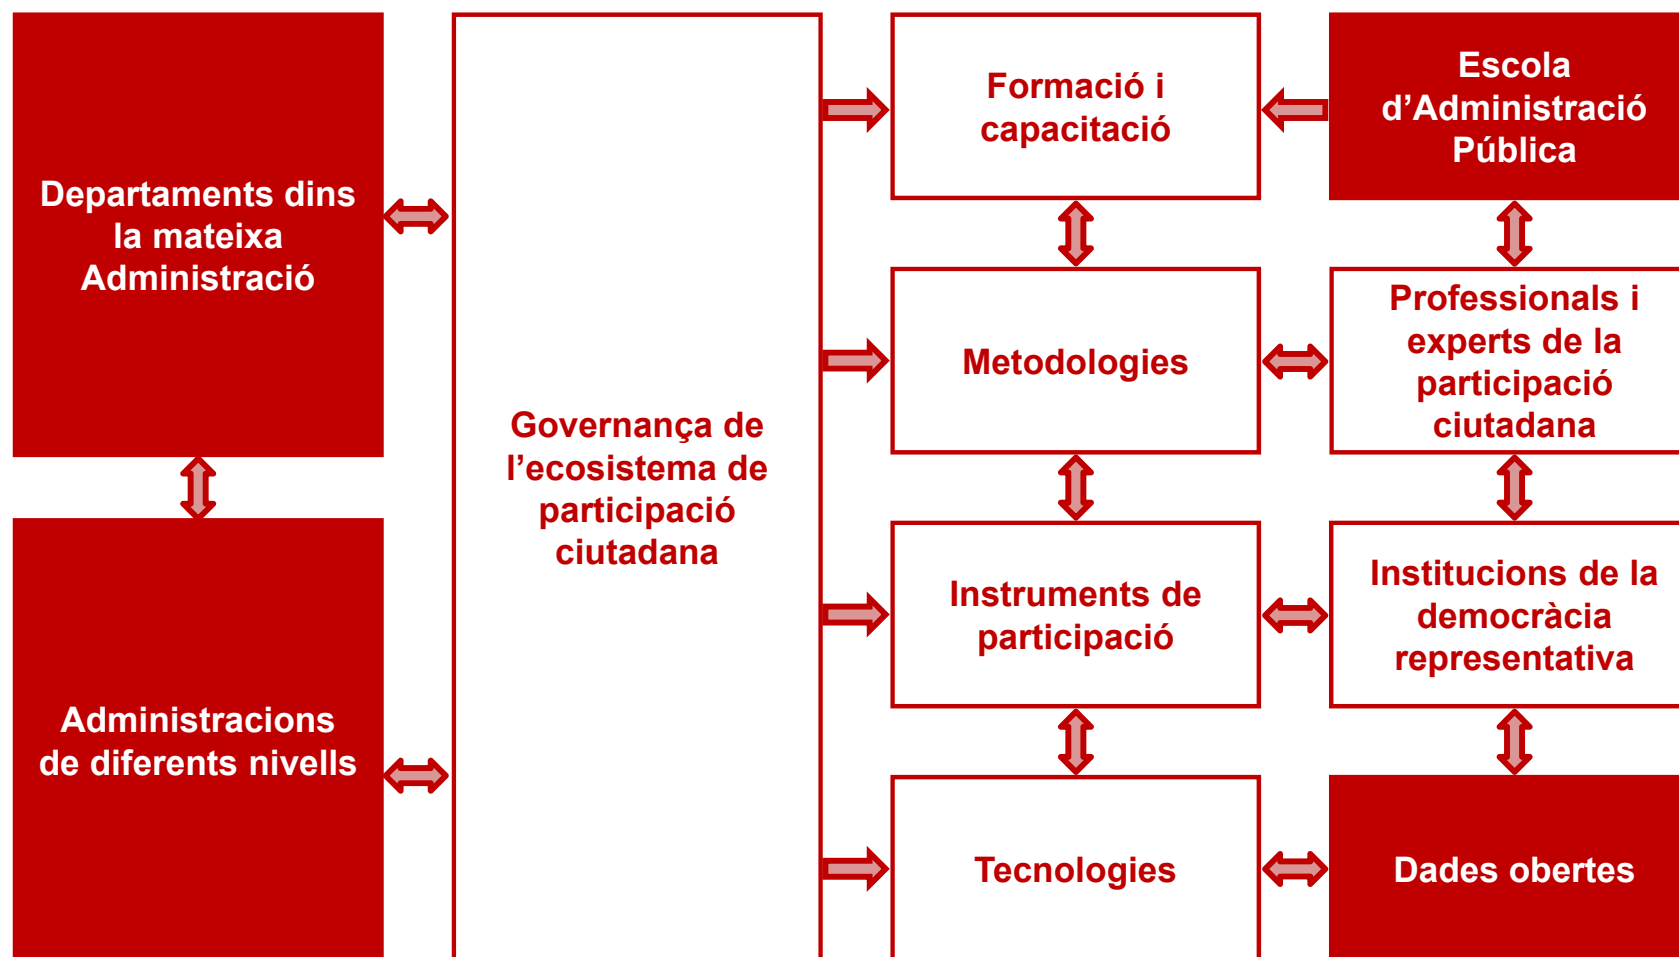 Departaments dins
la mateixa
Administració
Administracions
de diferents nivells
Governança de
l’ecosistema de
participació
ciutadana
Formació i
capacitació
Metodologies
Instruments de
participació
Tecnologies
Escola
d’Administració
Pública
Professionals i
experts de la
participació
ciutadana
Institucions de la
democràcia
representativa
Dades obertes